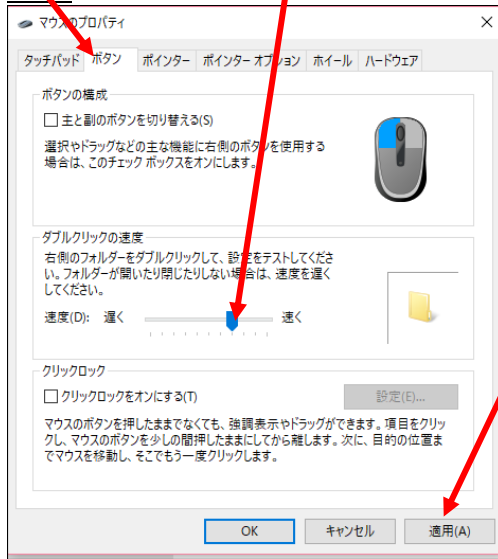 マウスのプロパティ
タッチパッド ボタン ポインター ポインター オプション ホイール ハードウェア
ボタンの構成
主と副のボタンを切り替える(S)
選択やドラッグなどの主な機能に右側のボタンを使用する
場合は、このチェック ボックスをオンにします。
ダブルクリックの速度
右側のフォルダーをダブルクリックして、設定をテストしてくださ
い。フォルダーが開いたり閉じたりしない場合は、速度を遅く
してください。
速度(D): 遅く 速く
クリックロック
クリックロックをオンにする(T)
設定(E)...
マウスのボタンを押したままでなくても、強調表示やドラッグができます。項目をクリッ
クし、マウスのボタンを少しの間押したままにしてから離します。次に、目的の位置ま
でマウスを移動し、そこでもう一度クリックします。
OK キャンセル 適用(A)